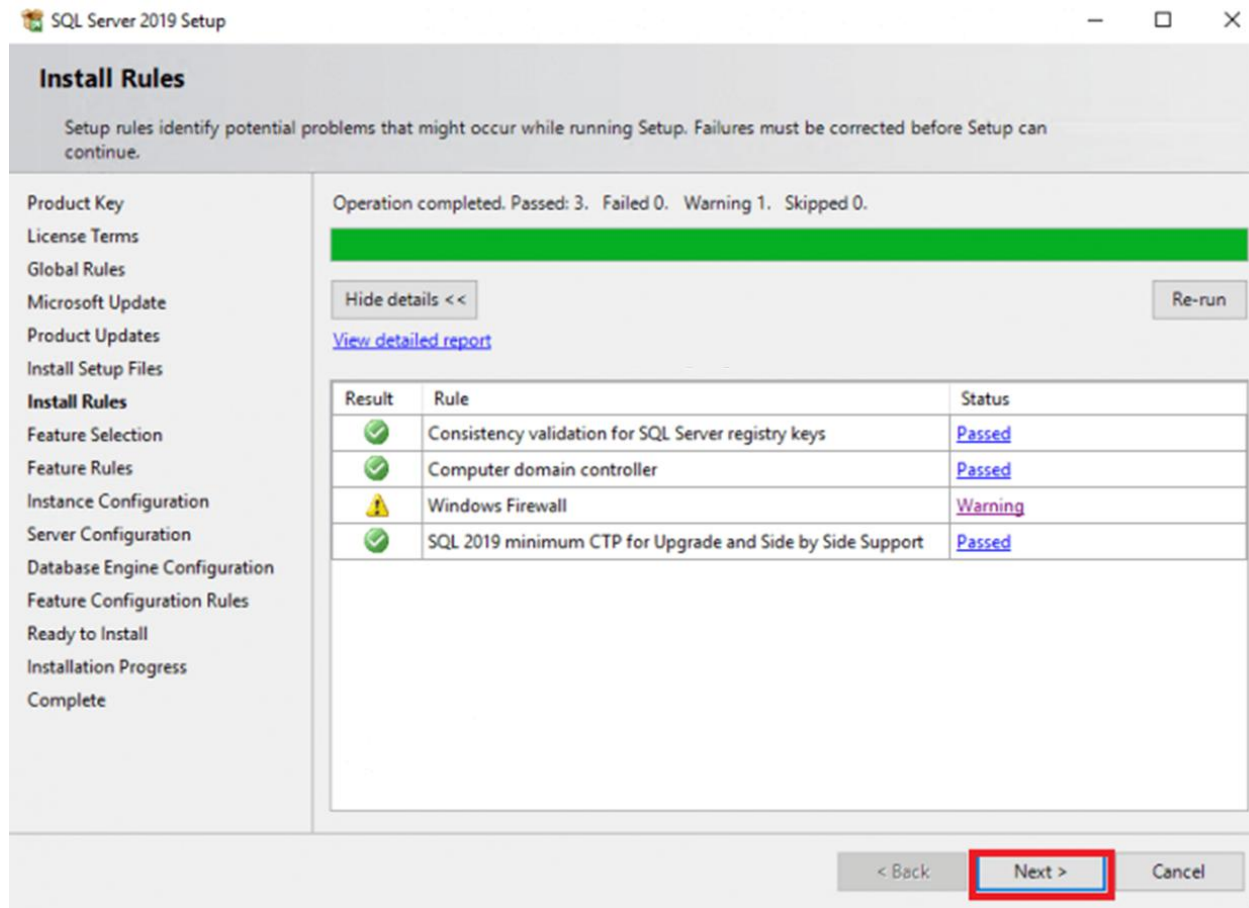 SQL Server 2019 Setup
Install Rules
Setup rules identify potential problems that might occur while running Setup. Failures must be corrected before Setup can
continue.
Product Key
License Terms
Global Rules
Microsoft Update
Product Updates
Install Setup Files
Install Rules
Feature Selection
Feature Rules
Instance Configuration
Server Configuration
Database Engine Configuration
Feature Configuration Rules
Ready to Install
Installation Progress
Complete
Operation completed. Passed: 3.   Failed 0.   Warning 1.   Skipped 0.
Hide details <<
Re-run
View detailed report
Result Rule Status
Consistency validation for SQL Server registry keys Passed
Computer domain controller Passed
Windows Firewall Warning
SQL 2019 minimum CTP for Upgrade and Side by Side Support Passed
< Back Next > Cancel